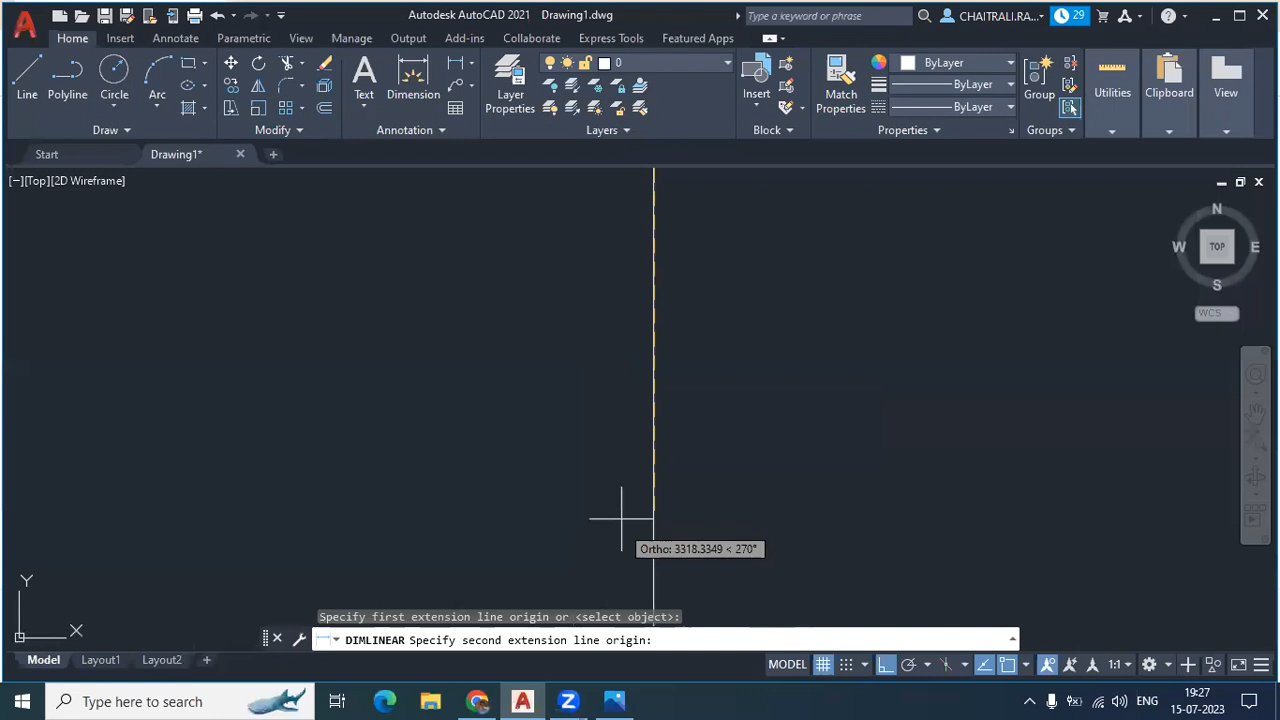 Autodesk AutoCAD 2021 Drawing1.dwg
Type a keyword or phrase
CHAITRALI.RA...
29
Home Insert Annotate Parametric View Manage Output Add-ins Collaborate Express Tools Featured Apps
0
ByLayer
ByLayer
ByLayer
Line Polyline Circle Arc
Text Dimension
Layer
Properties
Insert
Match
Properties
Group
Utilities
Clipboard
View
Draw
Modify
Annotation
Layers
Block
Properties
Groups
Start
Drawing1*
[−][Top][2D Wireframe]
N
W
TOP
E
S
WCS
Ortho: 3318.3349 < 270°
Y
X
Specify first extension line origin or <select object>:
DIMLINEAR Specify second extension line origin:
Model Layout1 Layout2
MODEL
1:1
Type here to search
ENG
19:27
15-07-2023